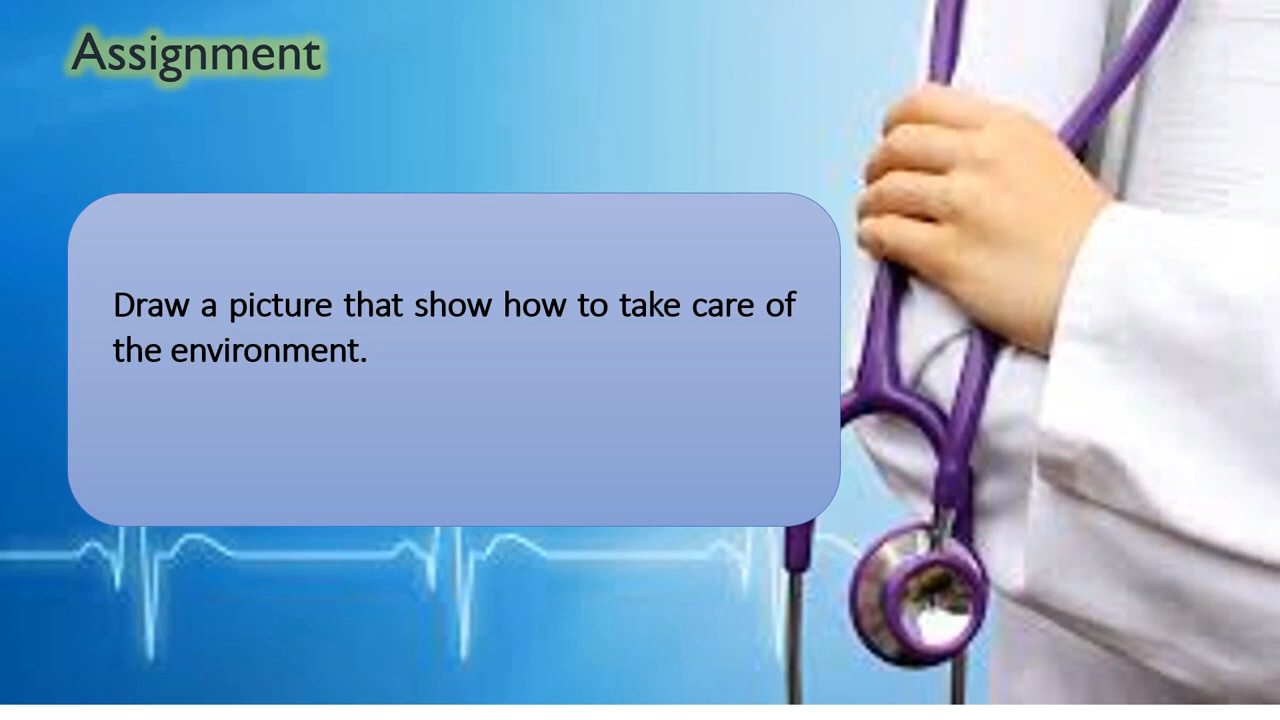 Assignment
Draw a picture that show how to take care of
the environment.